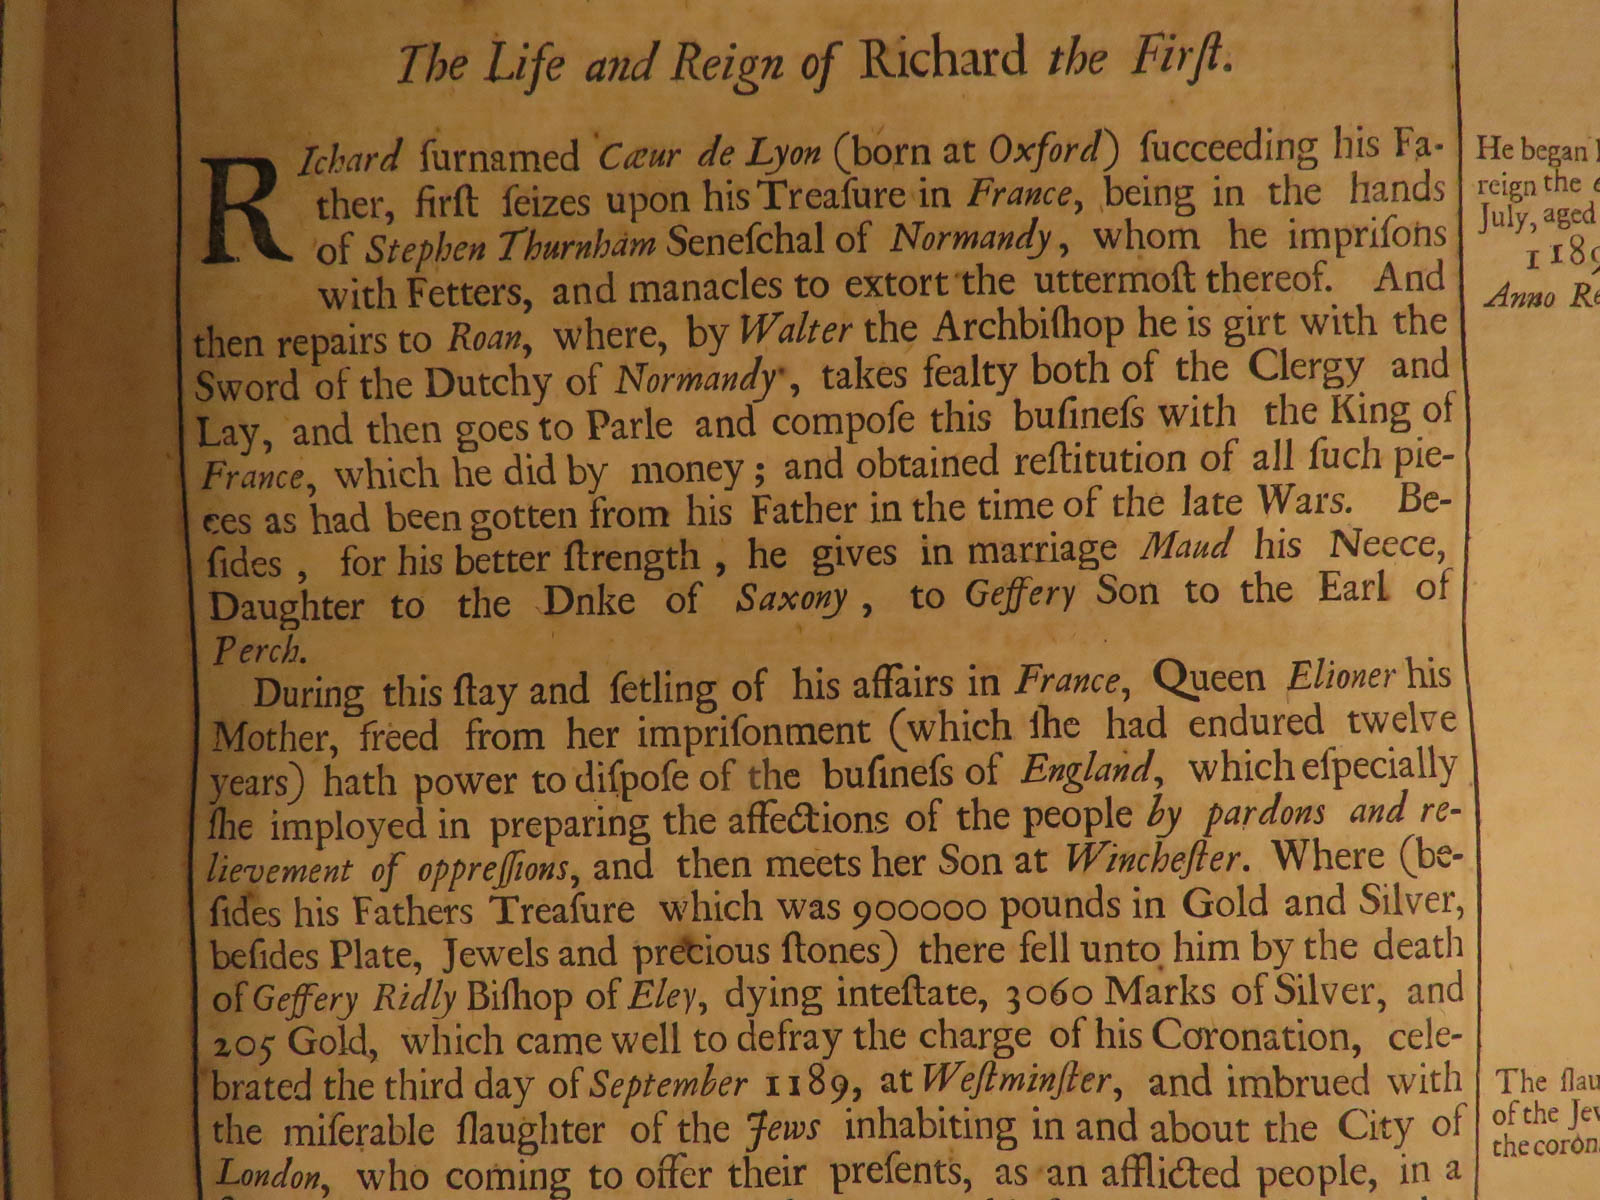 The Life and Reign of Richard the Firſt.
RIchard ſurnamed Cæur de Lyon (born at Oxford) ſucceeding his Fa-
ther, firſt ſeizes upon his Treaſure in France, being in the hands
of Stephen Thurnham Seneſchal of Normandy, whom he impriſons
with Fetters, and manacles to extort the uttermoſt thereof. And
then repairs to Roan, where, by Walter the Archbiſhop he is girt with the
Sword of the Dutchy of Normandy, takes fealty both of the Clergy and
Lay, and then goes to Parle and compoſe this buſineſs with the King of
France, which he did by money; and obtained reſtitution of all ſuch pie-
ces as had been gotten from his Father in the time of the late Wars. Be-
ſides, for his better ſtrength, he gives in marriage Maud his Neece,
Daughter to the Dnke of Saxony, to Geffery Son to the Earl of
Perch.
During this ſtay and ſetling of his affairs in France, Queen Elioner his
Mother, freed from her impriſonment (which ſhe had endured twelve
years) hath power to diſpoſe of the buſineſs of England, which eſpecially
ſhe imployed in preparing the affections of the people by pardons and re-
lievement of oppreſſions, and then meets her Son at Wincheſter. Where (be-
ſides his Fathers Treaſure which was 900000 pounds in Gold and Silver,
beſides Plate, Jewels and precious ſtones) there fell unto him by the death
of Geffery Ridly Biſhop of Eley, dying inteſtate, 3060 Marks of Silver, and
205 Gold, which came well to defray the charge of his Coronation, cele-
brated the third day of September 1189, at Weſtminſter, and imbrued with
the miſerable ſlaughter of the Jews inhabiting in and about the City of
London, who coming to offer their preſents, as an afflicted people, in a
He began
reign the
July, aged
118
Anno
The ſlau
of the Jew
the coron